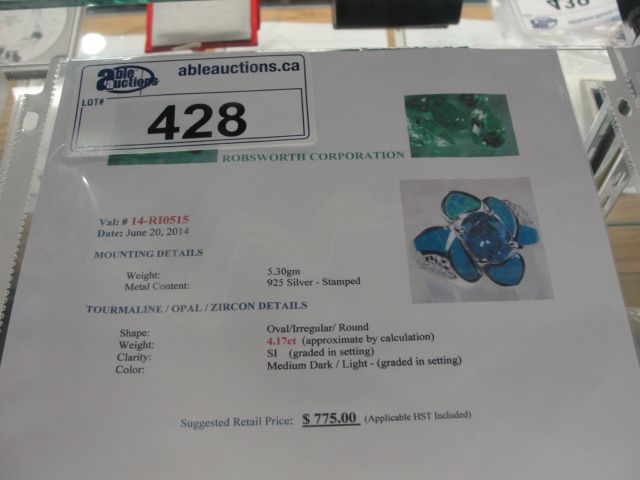 able auctions
ableauctions.ca
LOT#
428
ROBSWORTH CORPORATION
Val: # 14-RI0515
Date: June 20, 2014
MOUNTING DETAILS
Weight: 5.30gm
Metal Content: 925 Silver - Stamped
TOURMALINE / OPAL / ZIRCON DETAILS
Shape: Oval/Irregular/ Round
Weight: 4.17ct (approximate by calculation)
Clarity: SI (graded in setting)
Color: Medium Dark / Light - (graded in setting)
Suggested Retail Price: $ 775.00 (Applicable HST Included)